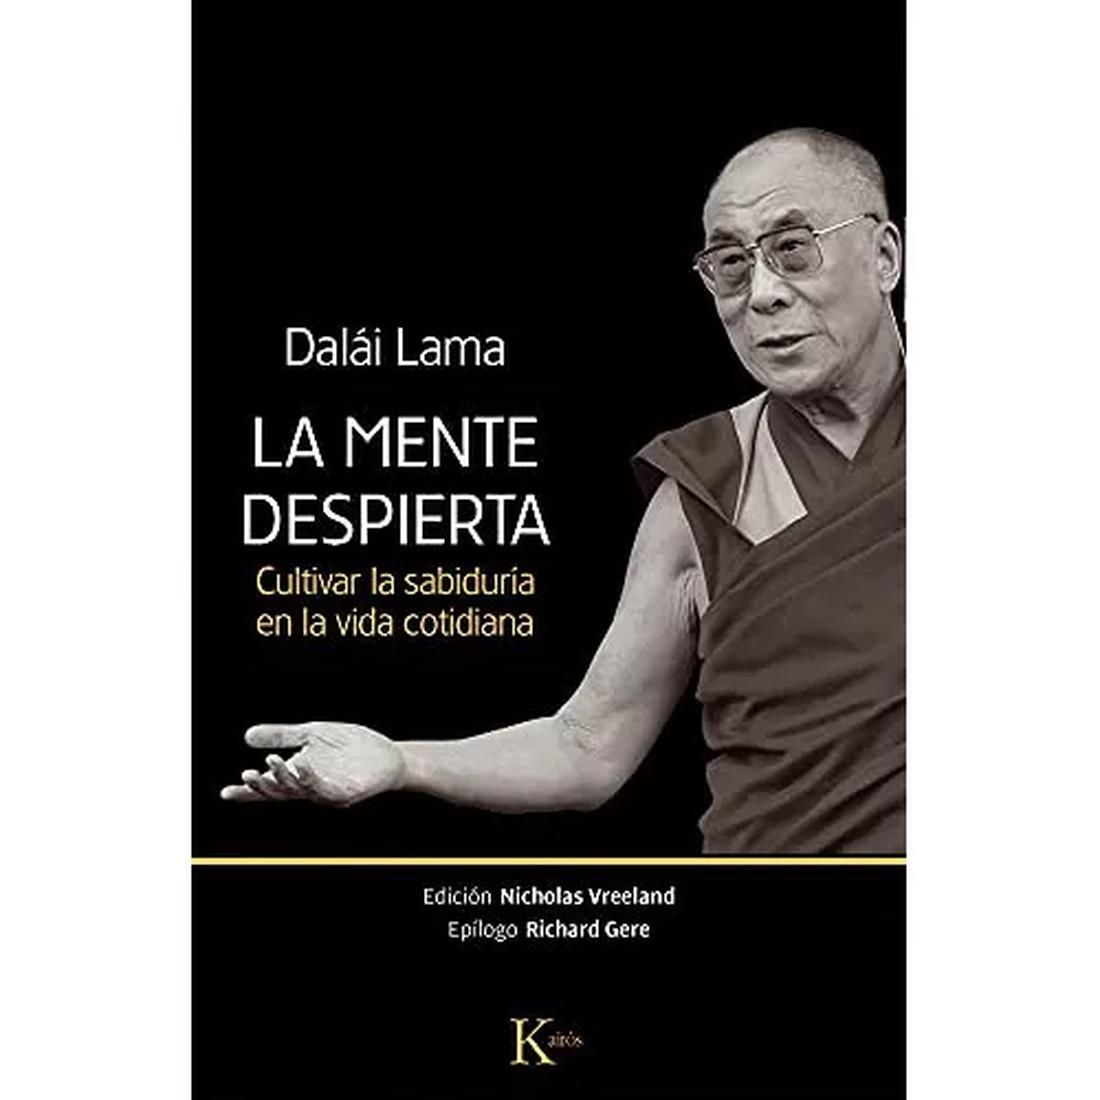 Dalái Lama
LA MENTE
DESPIERTA
Cultivar la sabiduría
en la vida cotidiana
Edición Nicholas Vreeland
Epílogo Richard Gere
Kairós